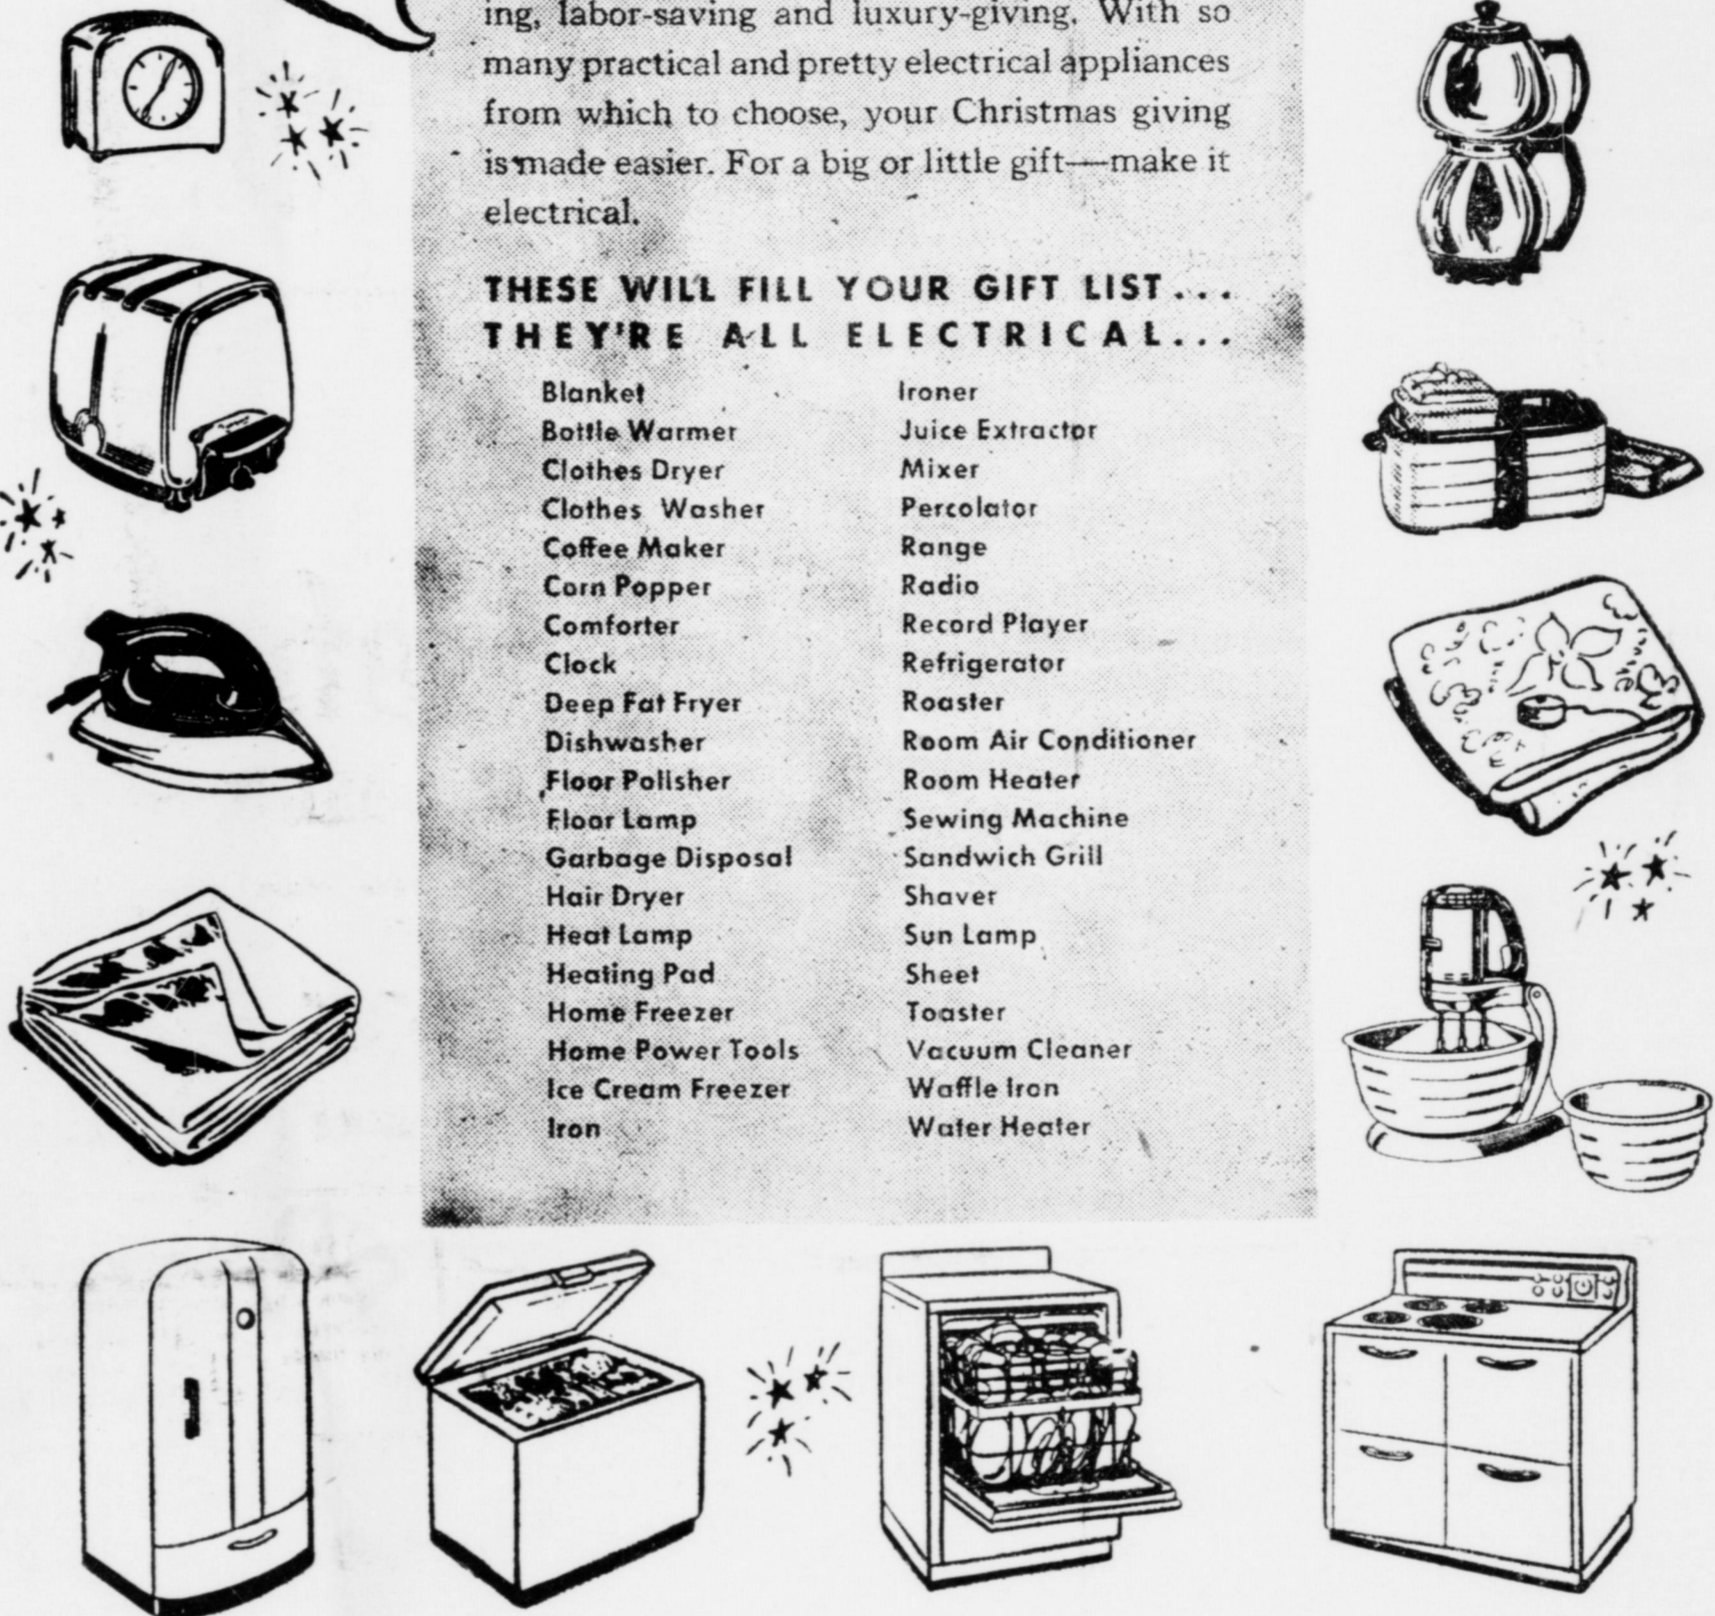 ing, labor-saving and luxury-giving. With so
many practical and pretty electrical appliances
from which to choose, your Christmas giving
is made easier. For a big or little gift—make it
electrical.
THESE WILL FILL YOUR GIFT LIST...
THEY'RE ALL ELECTRICAL...
Blanket
Bottle Warmer
Clothes Dryer
Clothes Washer
Coffee Maker
Corn Popper
Comforter
Clock
Deep Fat Fryer
Dishwasher
Floor Polisher
Floor Lamp
Garbage Disposal
Hair Dryer
Heat Lamp
Heating Pad
Home Freezer
Home Power Tools
Ice Cream Freezer
Iron
Ironer
Juice Extractor
Mixer
Percolator
Range
Radio
Record Player
Refrigerator
Roaster
Room Air Conditioner
Room Heater
Sewing Machine
Sandwich Grill
Shaver
Sun Lamp
Sheet
Toaster
Vacuum Cleaner
Waffle Iron
Water Heater